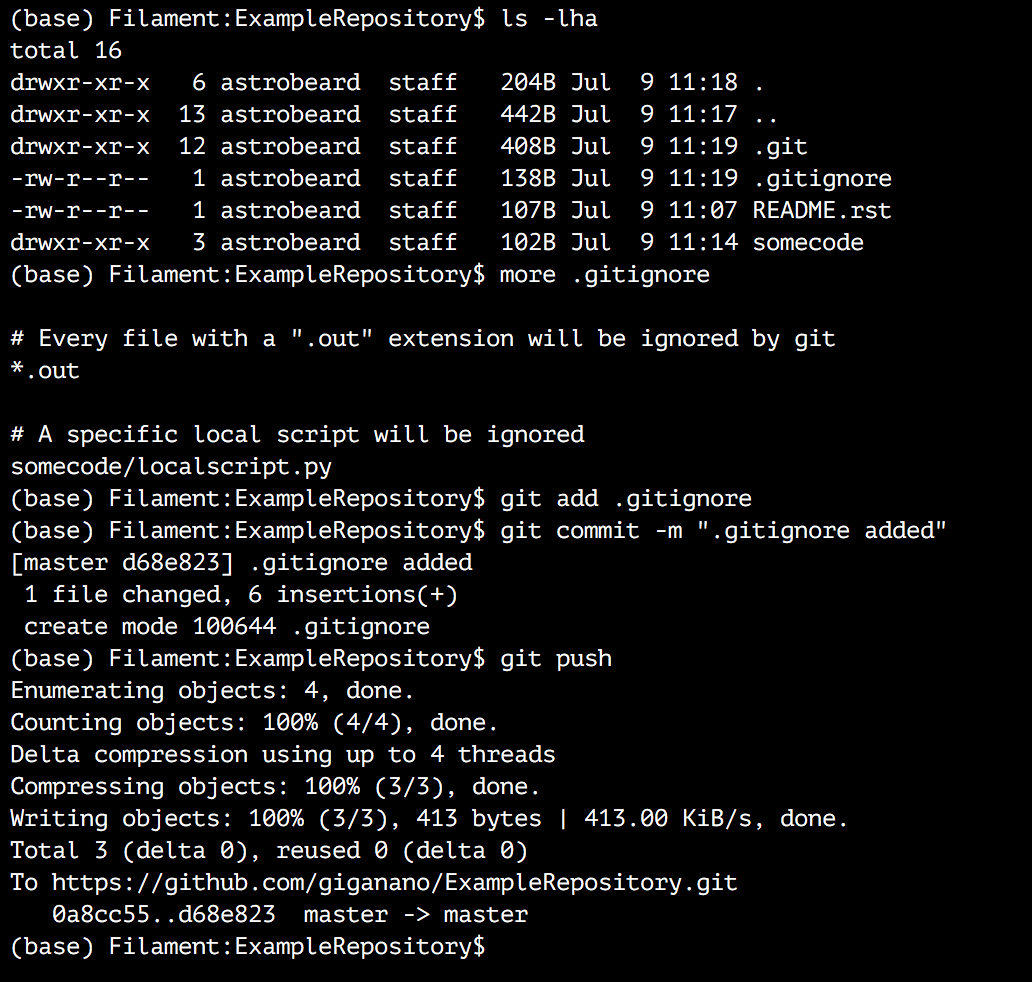 (base) Filament:ExampleRepository$ ls -lha
total 16
drwxr-xr-x   6 astrobeard  staff   204B Jul  9 11:18 .
drwxr-xr-x  13 astrobeard  staff   442B Jul  9 11:17 ..
drwxr-xr-x  12 astrobeard  staff   408B Jul  9 11:19 .git
-rw-r--r--   1 astrobeard  staff   138B Jul  9 11:19 .gitignore
-rw-r--r--   1 astrobeard  staff   107B Jul  9 11:07 README.rst
drwxr-xr-x   3 astrobeard  staff   102B Jul  9 11:14 somecode
(base) Filament:ExampleRepository$ more .gitignore
# Every file with a ".out" extension will be ignored by git
*.out
# A specific local script will be ignored
somecode/localscript.py
(base) Filament:ExampleRepository$ git add .gitignore
(base) Filament:ExampleRepository$ git commit -m ".gitignore added"
[master d68e823] .gitignore added
 1 file changed, 6 insertions(+)
 create mode 100644 .gitignore
(base) Filament:ExampleRepository$ git push
Enumerating objects: 4, done.
Counting objects: 100% (4/4), done.
Delta compression using up to 4 threads
Compressing objects: 100% (3/3), done.
Writing objects: 100% (3/3), 413 bytes | 413.00 KiB/s, done.
Total 3 (delta 0), reused 0 (delta 0)
To https://github.com/giganano/ExampleRepository.git
   0a8cc55..d68e823  master -> master
(base) Filament:ExampleRepository$